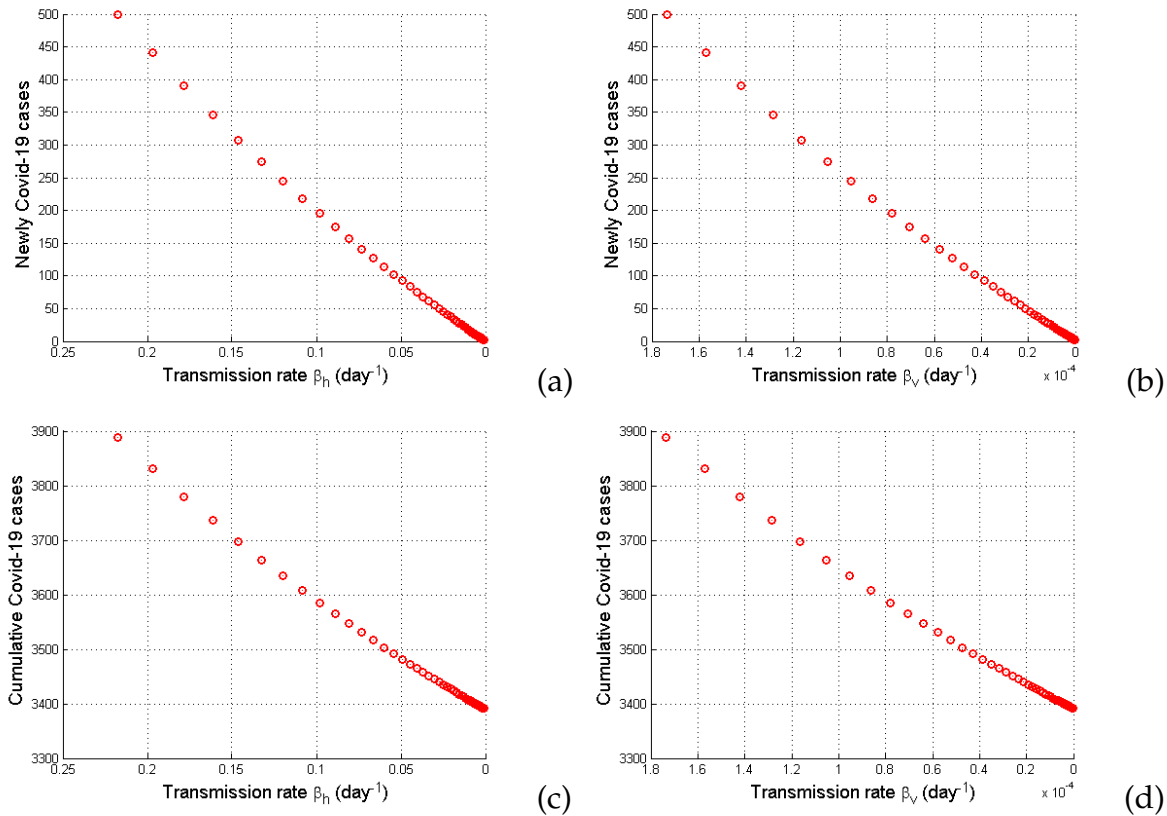 500
450
400
350
300
250
200
150
100
50
0
Newly Covid-19 cases
0.25 0.2 0.15 0.1 0.05 0
Transmission rate βh (day-1)
(a)
500
450
400
350
300
250
200
150
100
50
0
Newly Covid-19 cases
1.8 1.6 1.4 1.2 1 0.8 0.6 0.4 0.2 0
Transmission rate βv (day-1)
x 10-4
(b)
3900
3800
3700
3600
3500
3400
3300
Cumulative Covid-19 cases
0.25 0.2 0.15 0.1 0.05 0
Transmission rate βh (day-1)
(c)
3900
3800
3700
3600
3500
3400
3300
Cumulative Covid-19 cases
1.8 1.6 1.4 1.2 1 0.8 0.6 0.4 0.2 0
Transmission rate βv (day-1)
x 10-4
(d)